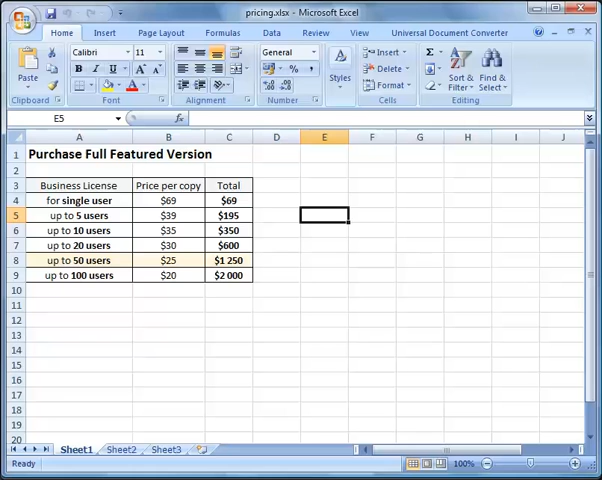 pricing.xlsx - Microsoft Excel
Home Insert Page Layout Formulas Data Review View Universal Document Converter
Paste
Clipboard
Calibri 11
B I U A A
A
Font
Alignment
General
$ % ,
Number
Styles
Insert
Delete
Format
Cells
Σ
Sort & Filter
Find & Select
Editing
E5 fx
A B C D E F G H I J
1 Purchase Full Featured Version
2
3 Business License Price per copy Total
4 for single user $69 $69
5 up to 5 users $39 $195
6 up to 10 users $35 $350
7 up to 20 users $30 $600
8 up to 50 users $25 $1 250
9 up to 100 users $20 $2 000
10
11
12
13
14
15
16
17
18
19
20
Sheet1 Sheet2 Sheet3
Ready 100%